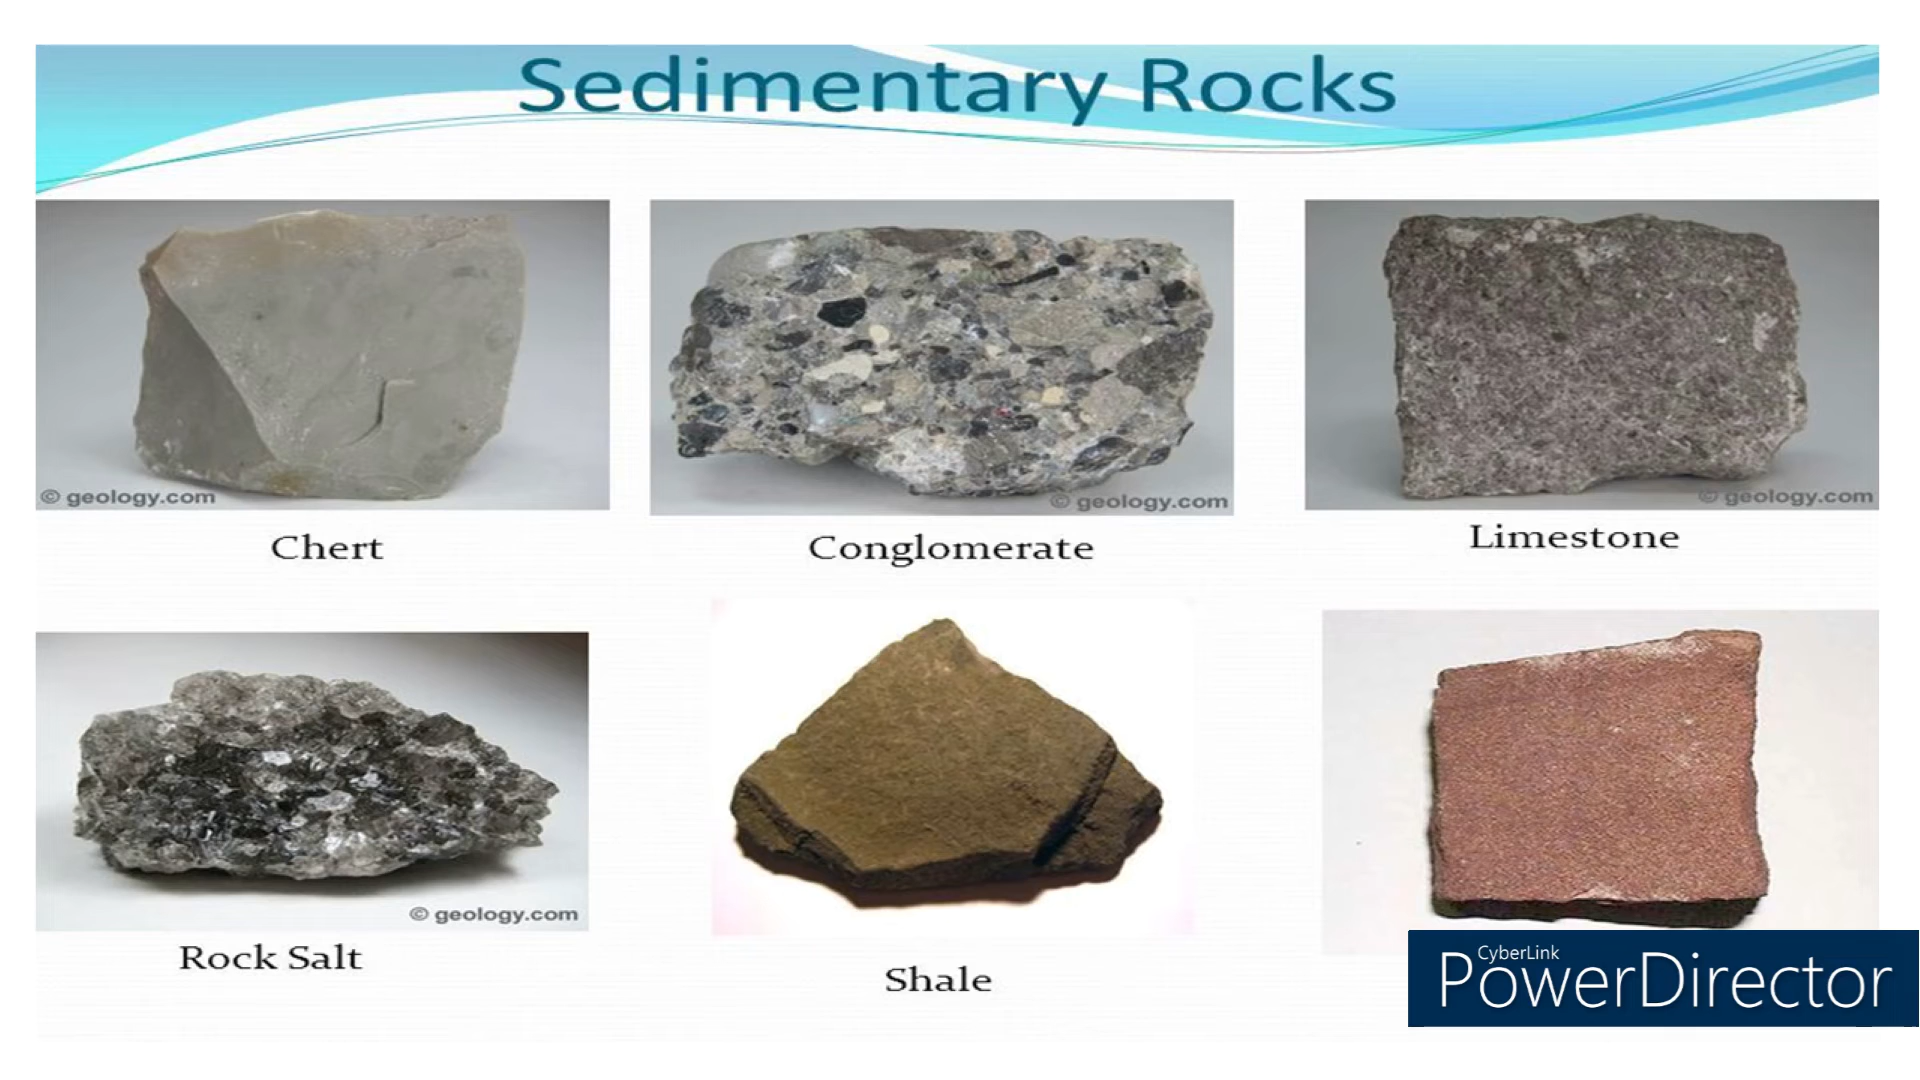 Sedimentary Rocks
© geology.com
© geology.com
© geology.com
Chert
Conglomerate
Limestone
© geology.com
Rock Salt
Shale
CyberLink
PowerDirector